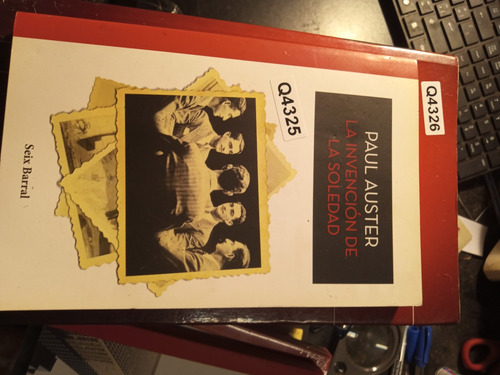 PAUL AUSTER
LA INVENCIÓN DE
LA SOLEDAD
Q4325
Q4326
Seix Barral